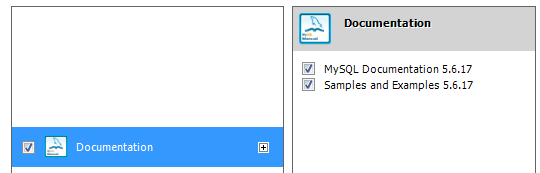 Documentation
Documentation
MySQL Documentation 5.6.17
Samples and Examples 5.6.17